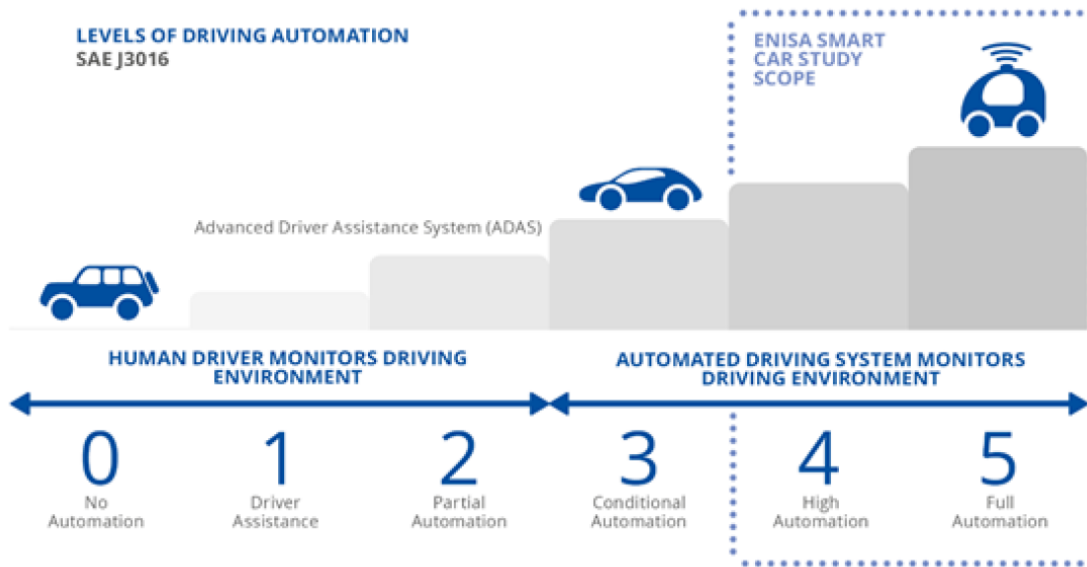 LEVELS OF DRIVING AUTOMATION
SAE J3016
ENISA SMART
CAR STUDY
SCOPE
Advanced Driver Assistance System (ADAS)
HUMAN DRIVER MONITORS DRIVING
ENVIRONMENT
AUTOMATED DRIVING SYSTEM MONITORS
DRIVING ENVIRONMENT
0
No
Automation
1
Driver
Assistance
2
Partial
Automation
3
Conditional
Automation
4
High
Automation
5
Full
Automation